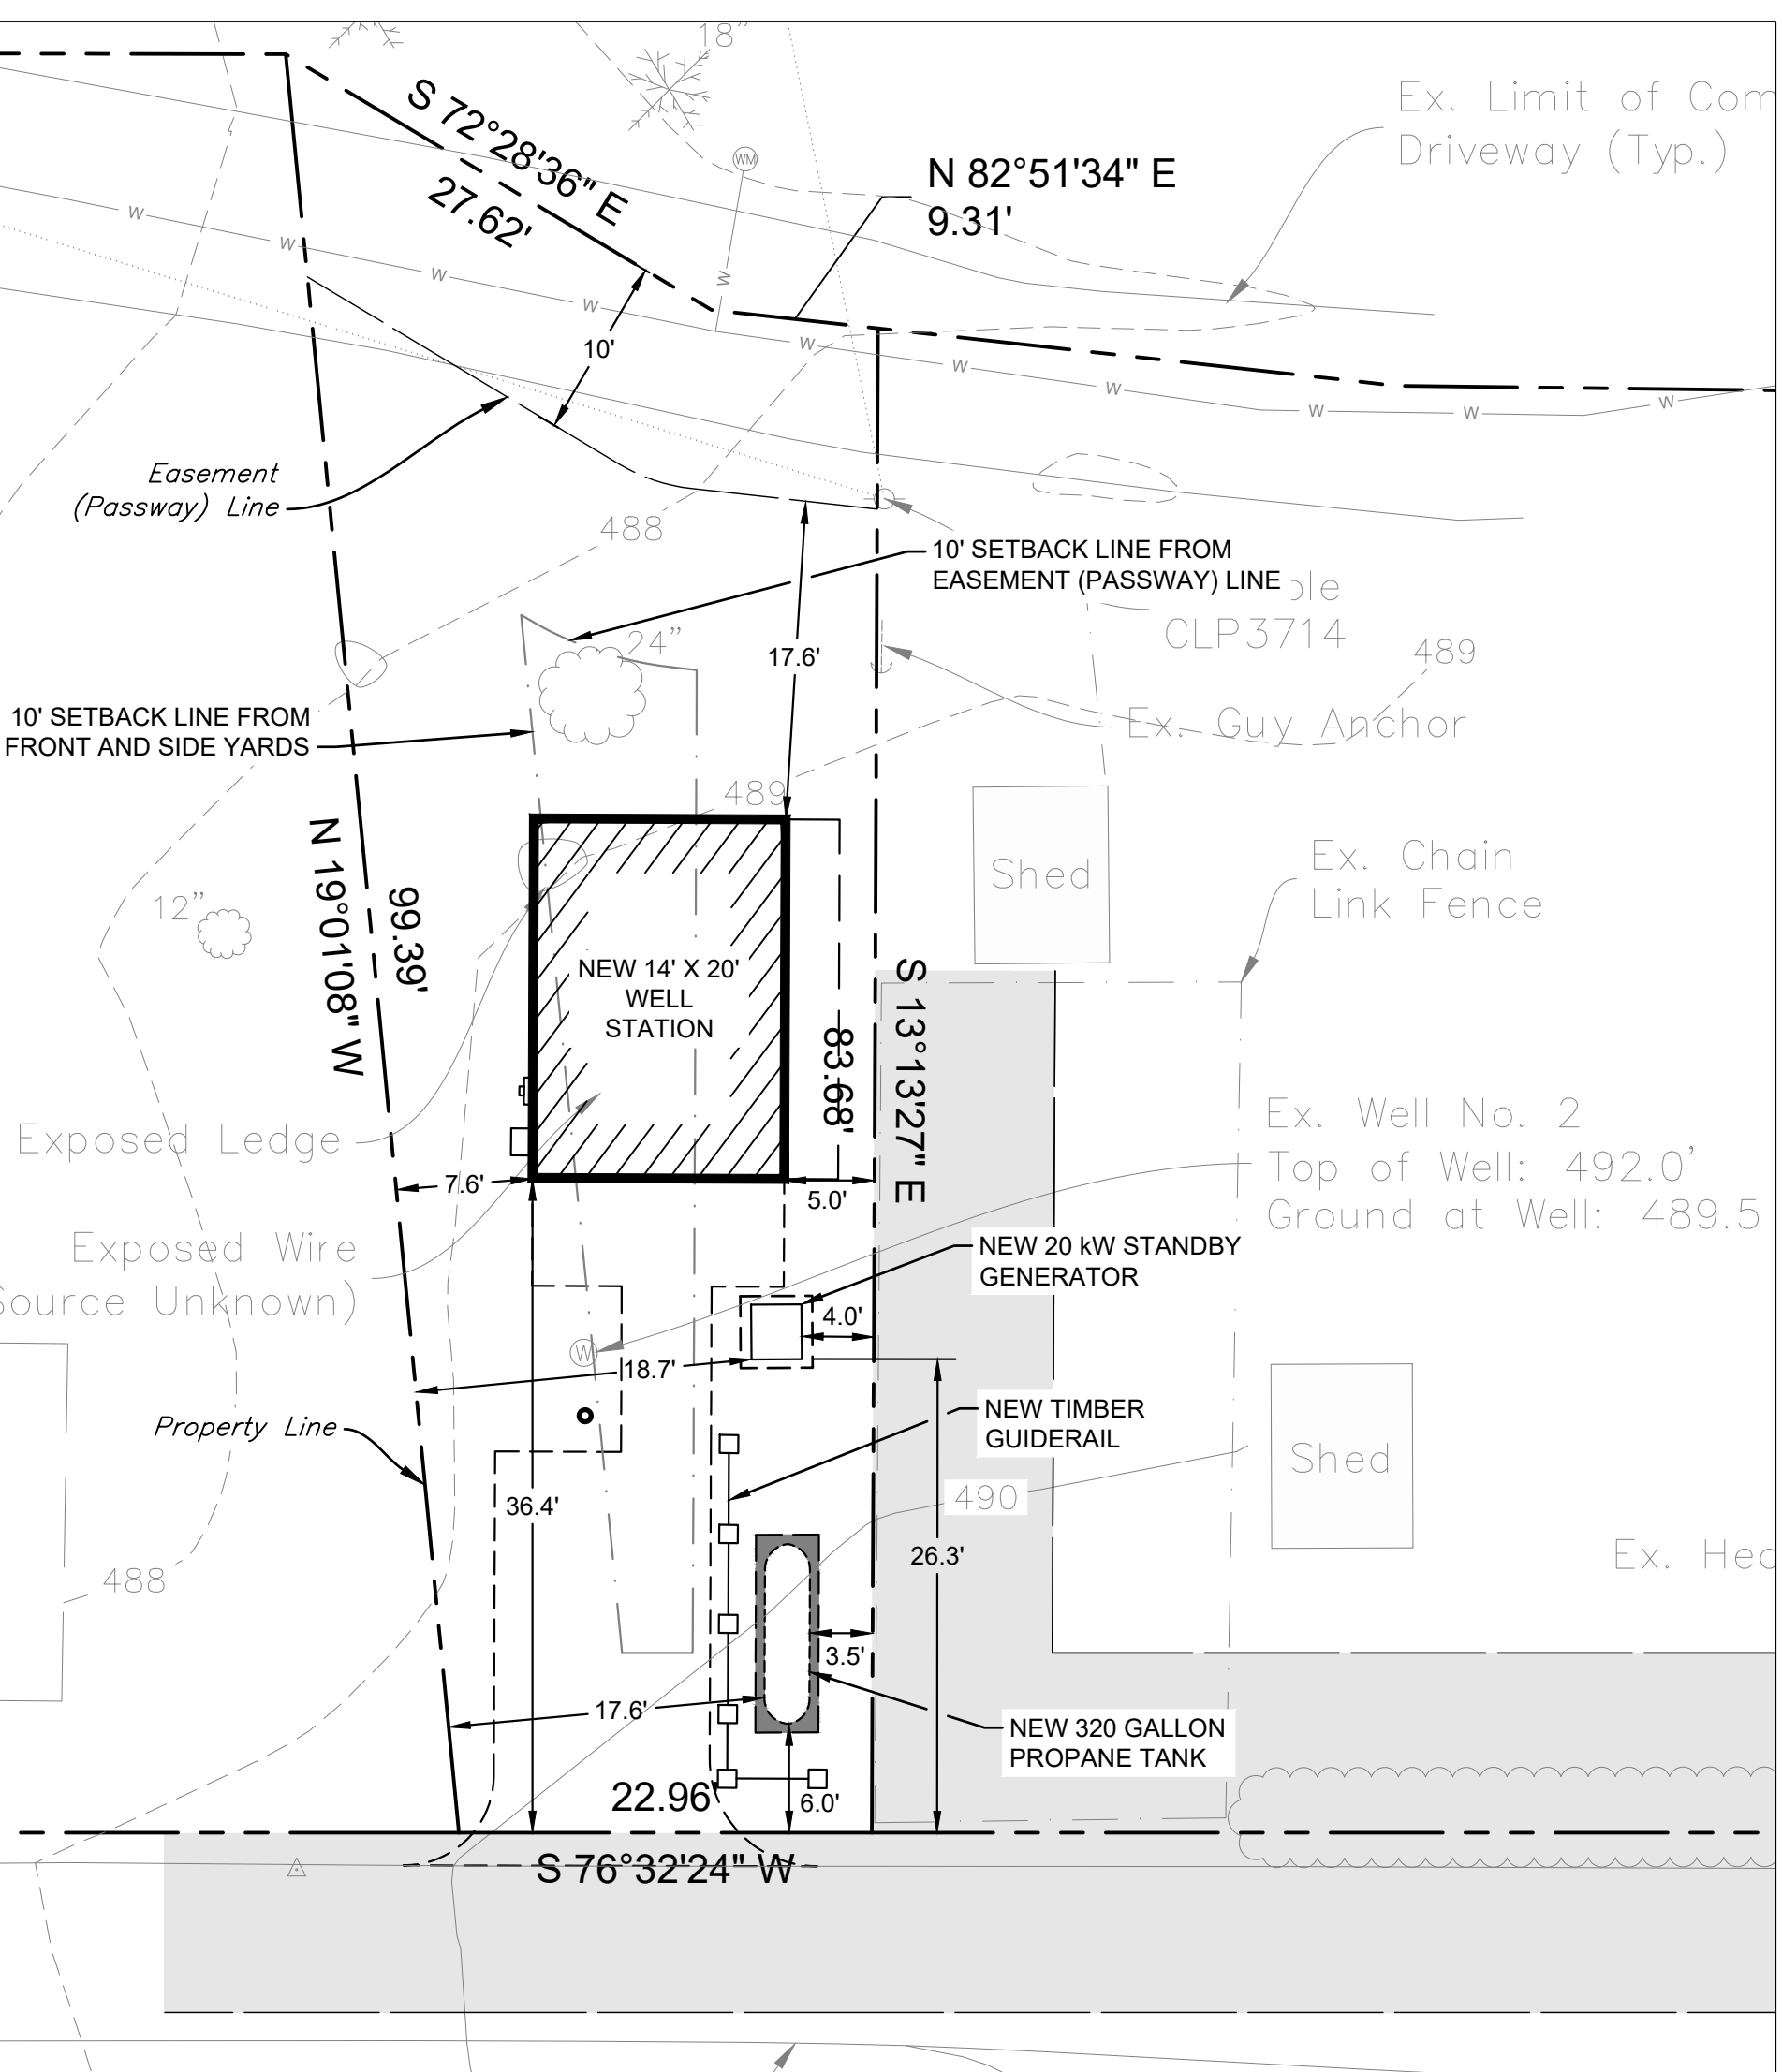 18"
S 72°28'36" E
27.62'
WM
N 82°51'34" E
9.31'
Ex. Limit of Com
Driveway (Typ.)
W
W
W
W
W
W
W
W
W
W
W
10'
Easement
(Passway) Line
488
10' SETBACK LINE FROM
EASEMENT (PASSWAY) LINE
ole
CLP3714
24"
17.6'
489
10' SETBACK LINE FROM
FRONT AND SIDE YARDS
Ex. Guy Anchor
489
Shed
Ex. Chain
Link Fence
N 19°01'08" W
99.39'
12"
NEW 14' X 20'
WELL
STATION
83.68'
S 13°13'27" E
Exposed Ledge
Ex. Well No. 2
Top of Well: 492.0'
Ground at Well: 489.5
7.6'
5.0'
Exposed Wire
Source Unknown)
NEW 20 kW STANDBY
GENERATOR
4.0'
W
18.7'
Property Line
NEW TIMBER
GUIDERAIL
Shed
490
36.4'
26.3'
Ex. Hed
488
3.5'
17.6'
NEW 320 GALLON
PROPANE TANK
22.96
6.0'
S 76°32'24" W